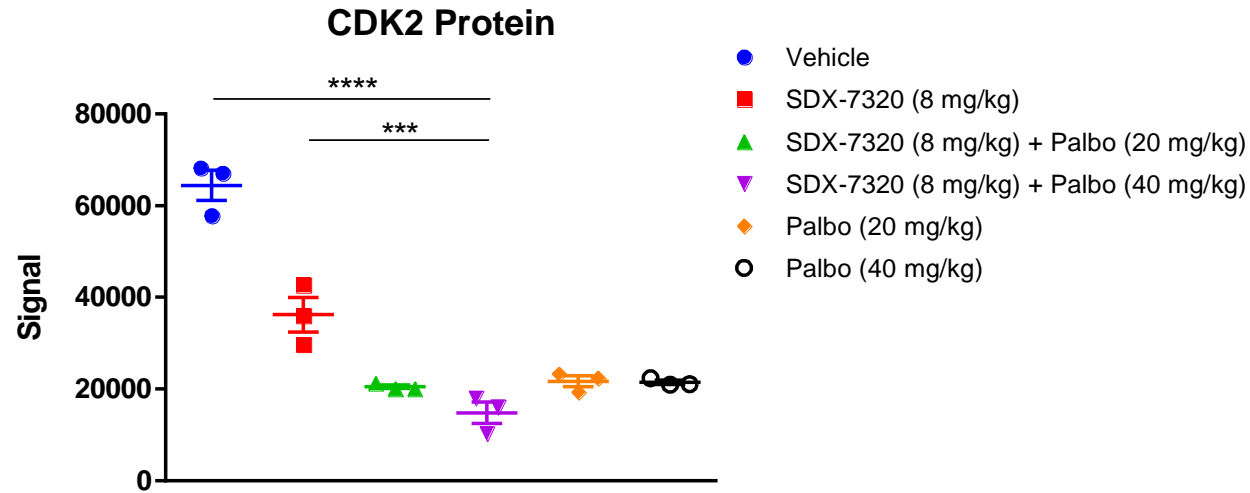 CDK2 Protein
****
***
80000
60000
40000
20000
0
Signal
Vehicle
SDX-7320 (8 mg/kg)
SDX-7320 (8 mg/kg) + Palbo (20 mg/kg)
SDX-7320 (8 mg/kg) + Palbo (40 mg/kg)
Palbo (20 mg/kg)
Palbo (40 mg/kg)